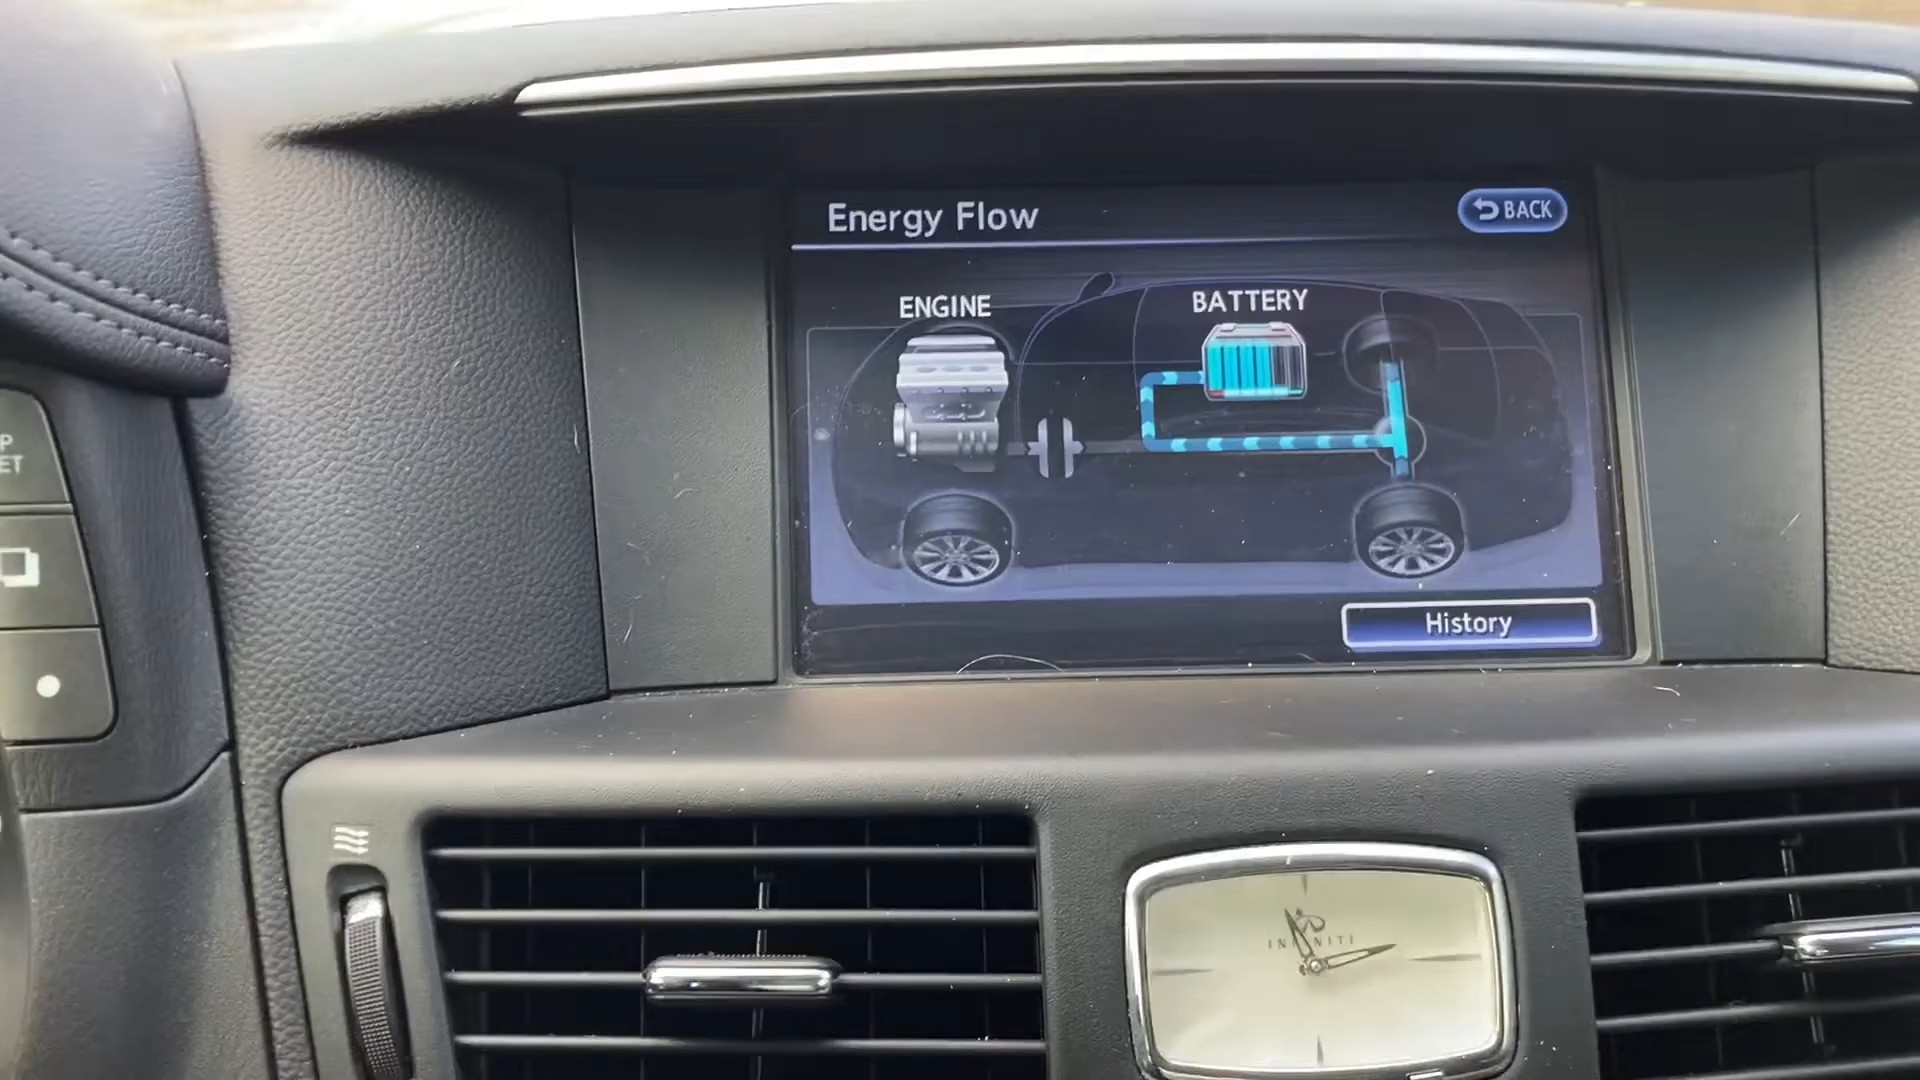 Energy Flow
BACK
ENGINE
BATTERY
History
INFINITI